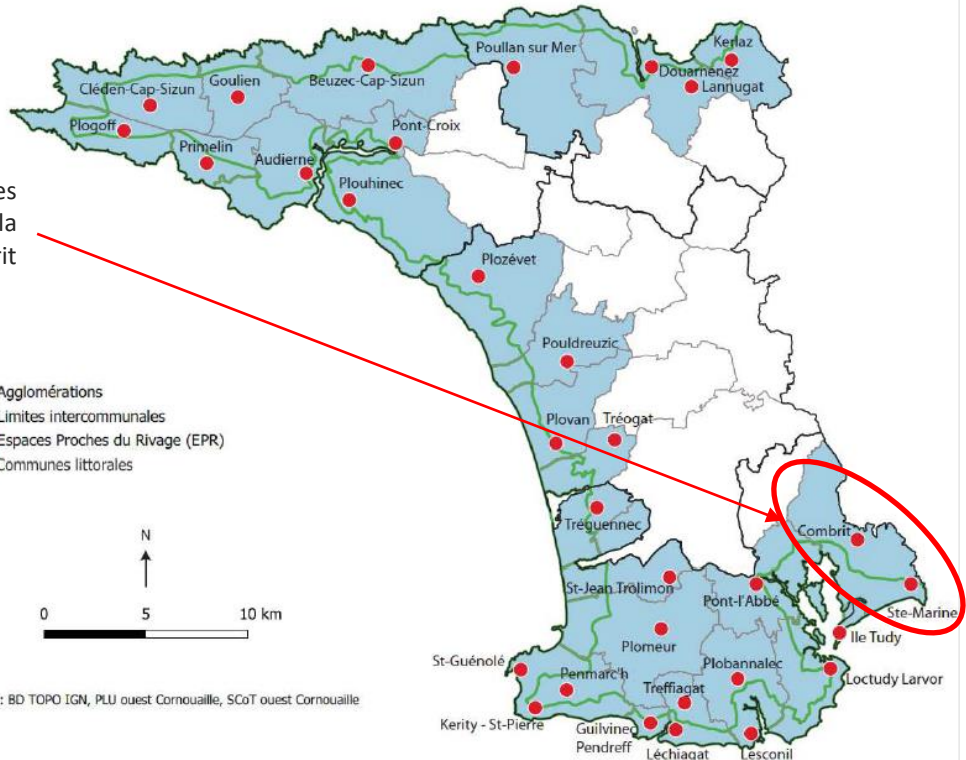 Kerlaz
Poullan sur Mer
Douarnenez
Goulien
Beuzec-Cap-Sizun
Lannugat
Cléden-Cap-Sizun
Plogoff
Pont-Croix
Primelin
Audierne
Plouhinec
es
la
rit
Plozévet
Pouldreuzic
Agglomérations
Limites intercommunales
Espaces Proches du Rivage (EPR)
Communes littorales
Plovan
Tréogat
Tréguennec
Combrit
N
St-Jean Trolimon
Pont-l'Abbé
Ste-Marine
0 5 10 km
Ile Tudy
Plomeur
St-Guénolé
Plobannalec
Loctudy Larvor
Penmarc'h
Treffiagat
: BD TOPO IGN, PLU ouest Cornouaille, SCoT ouest Cornouaille
Kerity - St-Pierre
Guilvinec
Pendreff
Léchiagat
Lesconil